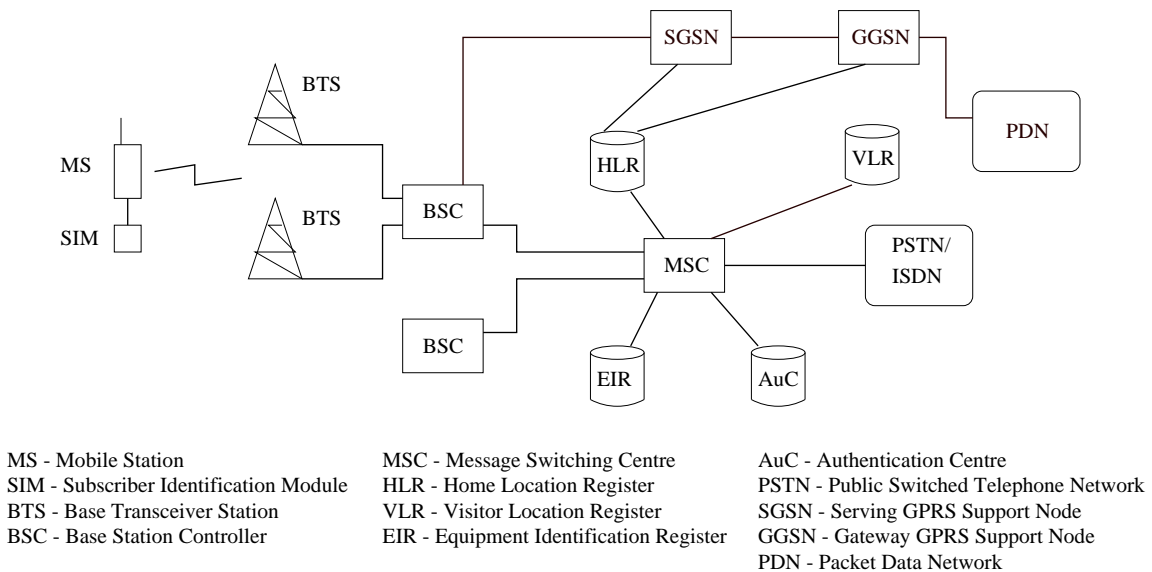 SGSN
GGSN
BTS
PDN
MS
HLR
VLR
BSC
SIM
BTS
MSC
PSTN/
ISDN
BSC
EIR
AuC
MS - Mobile Station
SIM - Subscriber Identification Module
BTS - Base Transceiver Station
BSC - Base Station Controller
MSC - Message Switching Centre
HLR - Home Location Register
VLR - Visitor Location Register
EIR - Equipment Identification Register
AuC - Authentication Centre
PSTN - Public Switched Telephone Network
SGSN - Serving GPRS Support Node
GGSN - Gateway GPRS Support Node
PDN - Packet Data Network